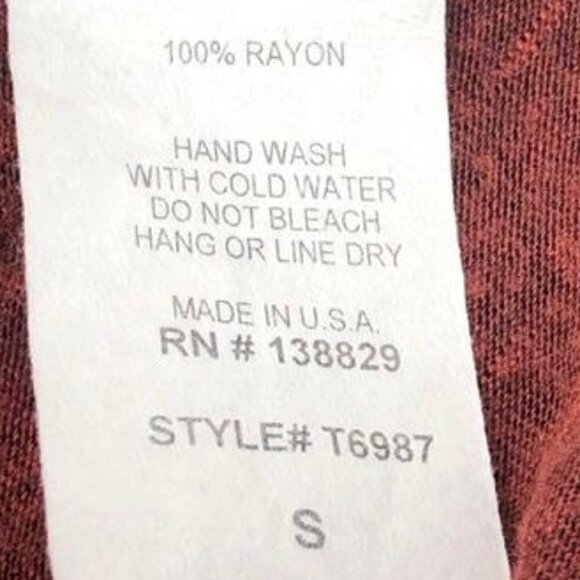 100% RAYON
HAND WASH
WITH COLD WATER
DO NOT BLEACH
HANG OR LINE DRY
MADE IN U.S.A.
RN # 138829
STYLE# T6987
S